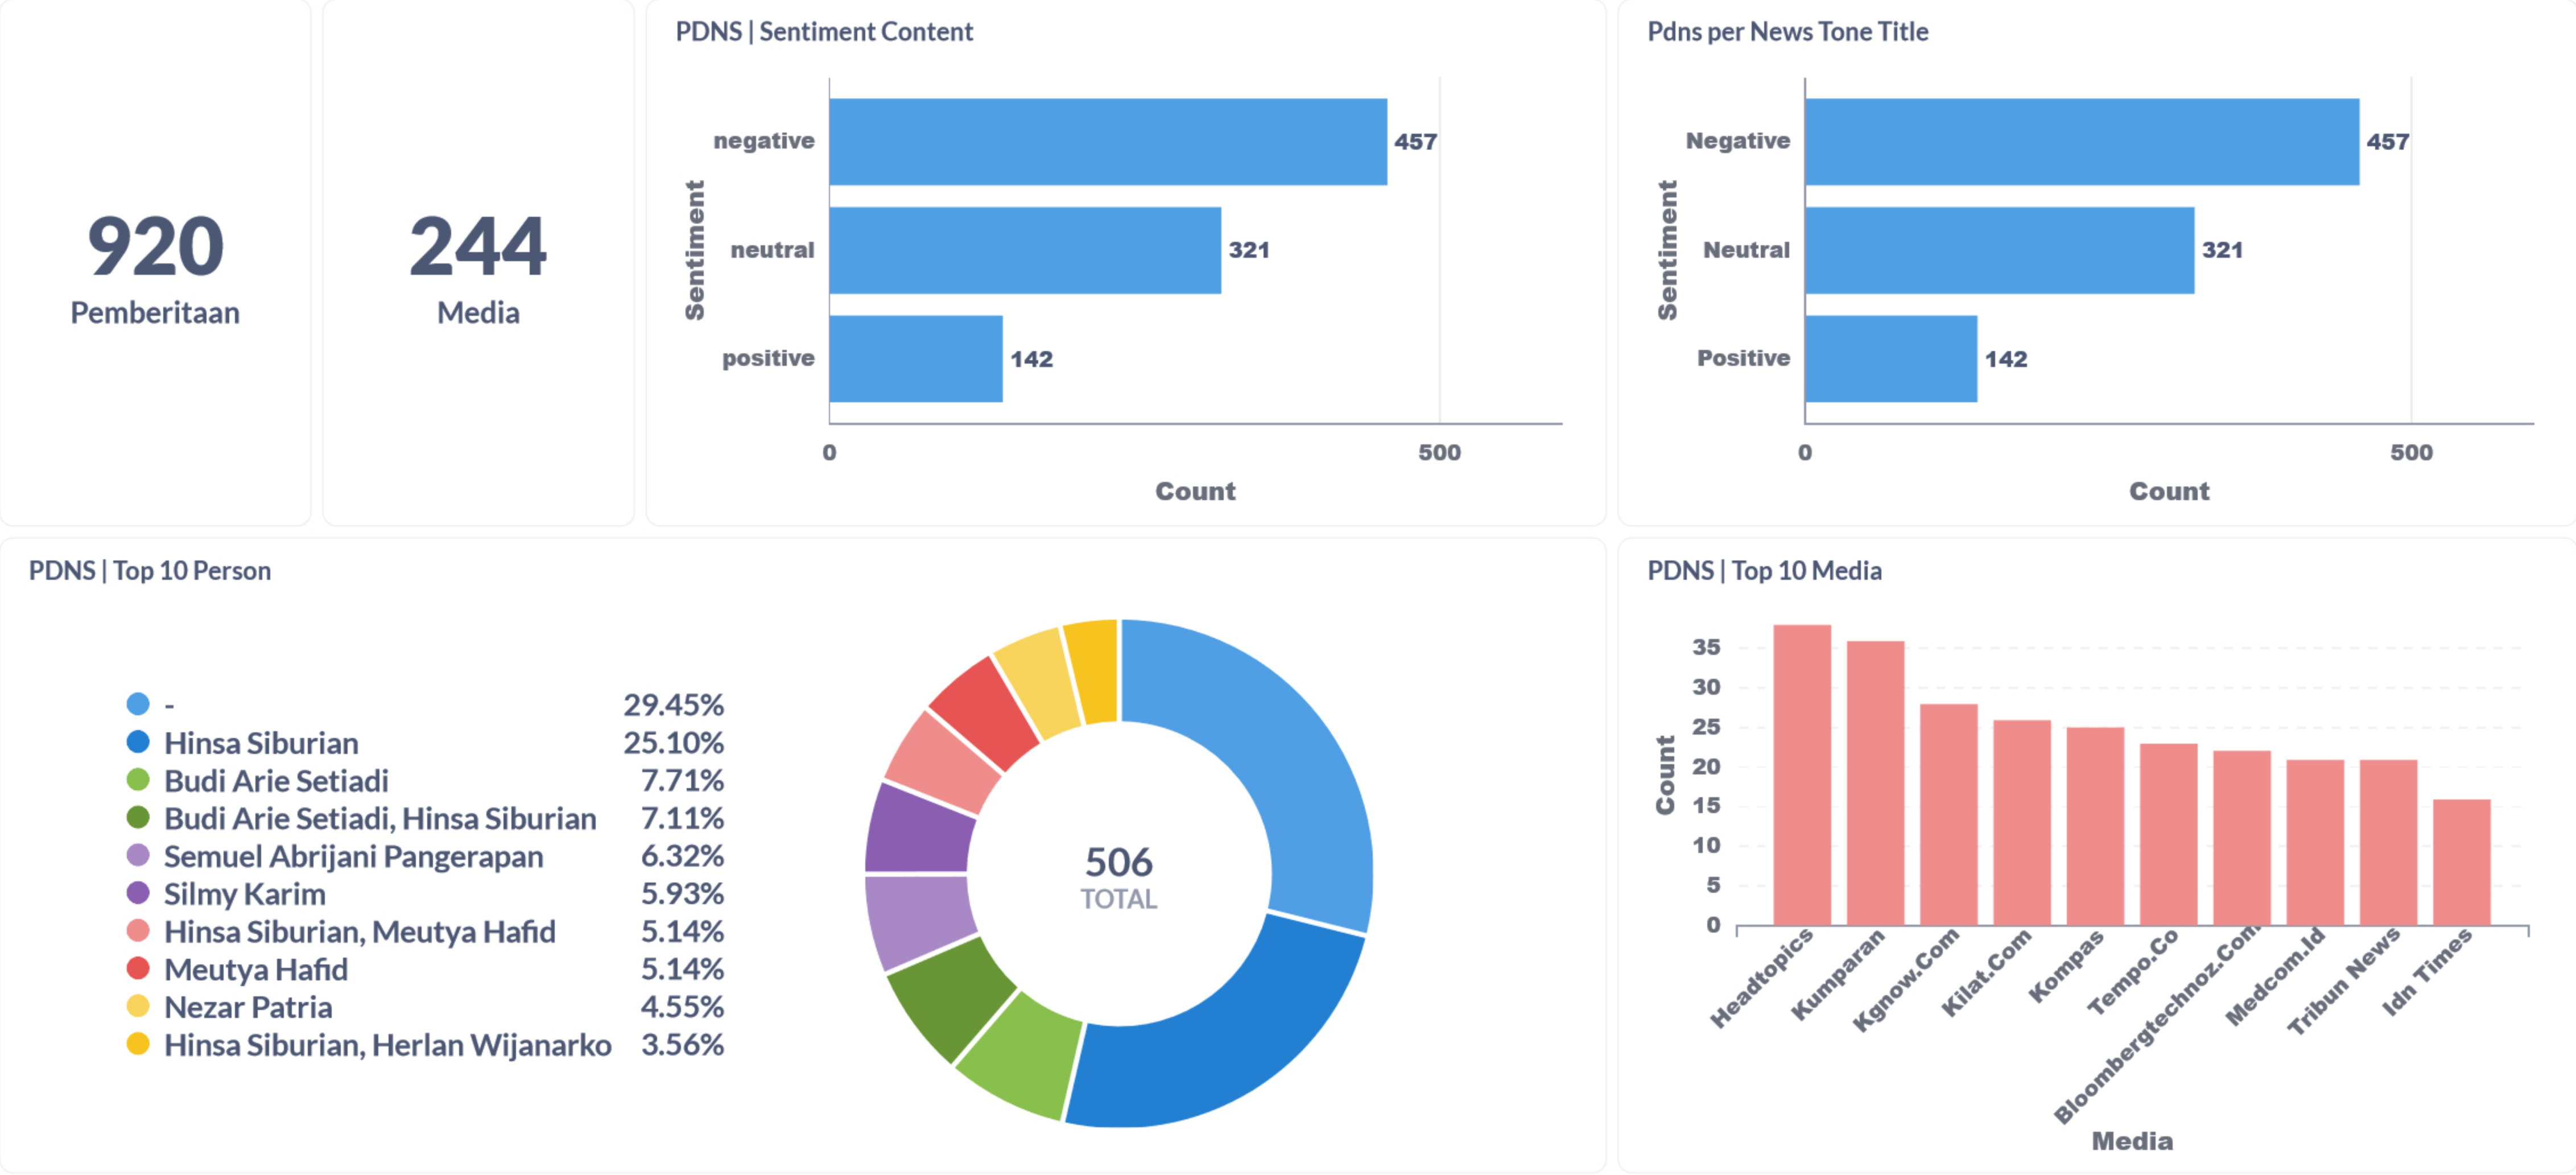 920
Pemberitaan
244
Media
PDNS | Sentiment Content
Sentiment
negative
457
neutral
321
positive
142
0
500
Count
Pdns per News Tone Title
Sentiment
Negative
457
Neutral
321
Positive
142
0
500
Count
PDNS | Top 10 Person
- 29.45%
Hinsa Siburian 25.10%
Budi Arie Setiadi 7.71%
Budi Arie Setiadi, Hinsa Siburian 7.11%
Semuel Abrijani Pangerapan 6.32%
Silmy Karim 5.93%
Hinsa Siburian, Meutya Hafid 5.14%
Meutya Hafid 5.14%
Nezar Patria 4.55%
Hinsa Siburian, Herlan Wijanarko 3.56%
506
TOTAL
PDNS | Top 10 Media
Count
35
30
25
20
15
10
5
0
Headtopics
Kumparan
Kgnow.Com
Kilat.Com
Kompas
Tempo.Co
Bloombergtechnoz.Com
Medcom.Id
Tribun News
Idn Times
Media